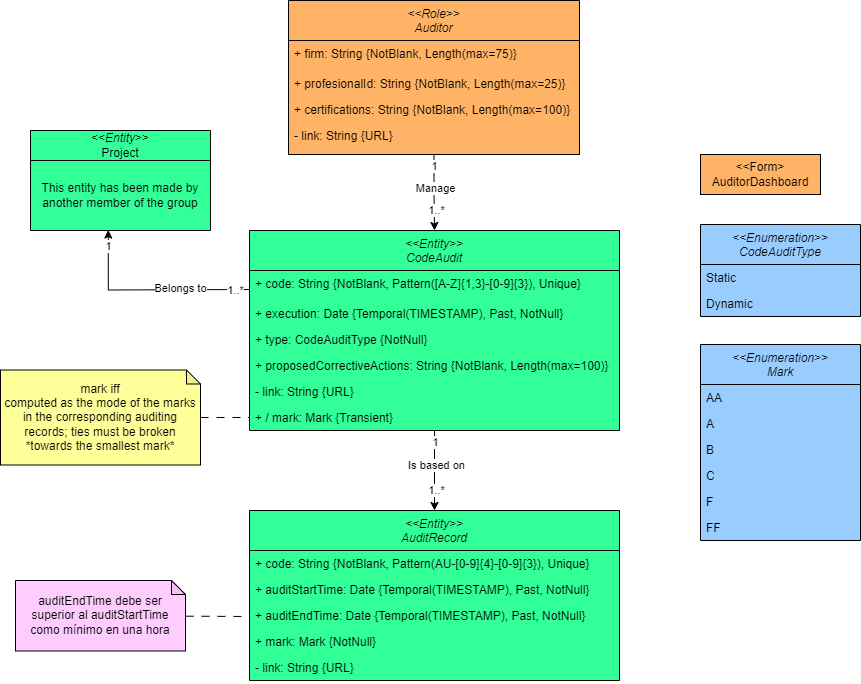 <<Role>>
Auditor
+ firm: String {NotBlank, Length(max=75)}
+ profesionalId: String {NotBlank, Length(max=25)}
+ certifications: String {NotBlank, Length(max=100)}
- link: String {URL}
1
Manage
1..*
<<Entity>>
Project
This entity has been made by
another member of the group
1
Belongs to
1..*
<<Entity>>
CodeAudit
+ code: String {NotBlank, Pattern([A-Z]{1,3}-[0-9]{3}), Unique}
+ execution: Date {Temporal(TIMESTAMP), Past, NotNull}
+ type: CodeAuditType {NotNull}
+ proposedCorrectiveActions: String {NotBlank, Length(max=100)}
- link: String {URL}
+ / mark: Mark {Transient}
mark iff
computed as the mode of the marks
in the corresponding auditing
records; ties must be broken
*towards the smallest mark*
1
Is based on
1..*
<<Entity>>
AuditRecord
+ code: String {NotBlank, Pattern(AU-[0-9]{4}-[0-9]{3}), Unique}
+ auditStartTime: Date {Temporal(TIMESTAMP), Past, NotNull}
+ auditEndTime: Date {Temporal(TIMESTAMP), Past, NotNull}
+ mark: Mark {NotNull}
- link: String {URL}
auditEndTime debe ser
superior al auditStartTime
como mínimo en una hora
<<Form>
AuditorDashboard
<<Enumeration>>
CodeAuditType
Static
Dynamic
<<Enumeration>>
Mark
AA
A
B
C
F
FF